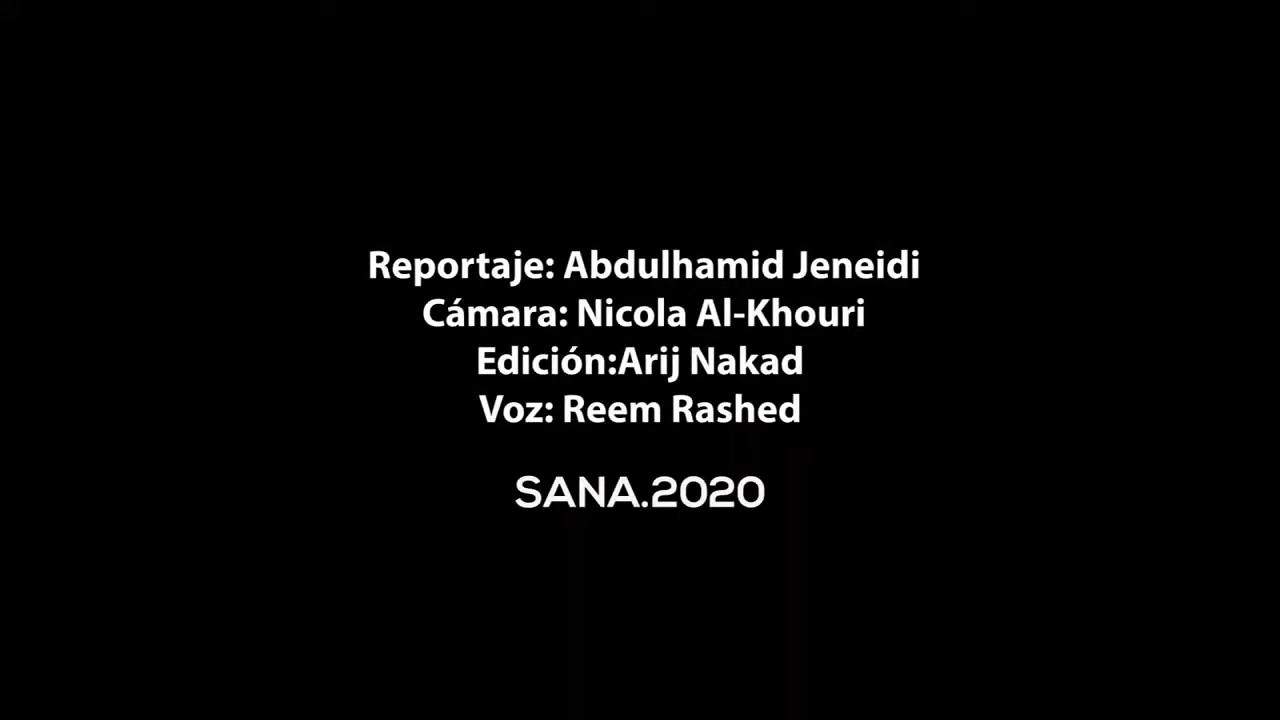 Reportaje: Abdulhamid Jeneidi
Cámara: Nicola Al-Khouri
Edición:Arij Nakad
Voz: Reem Rashed
SANA.2020